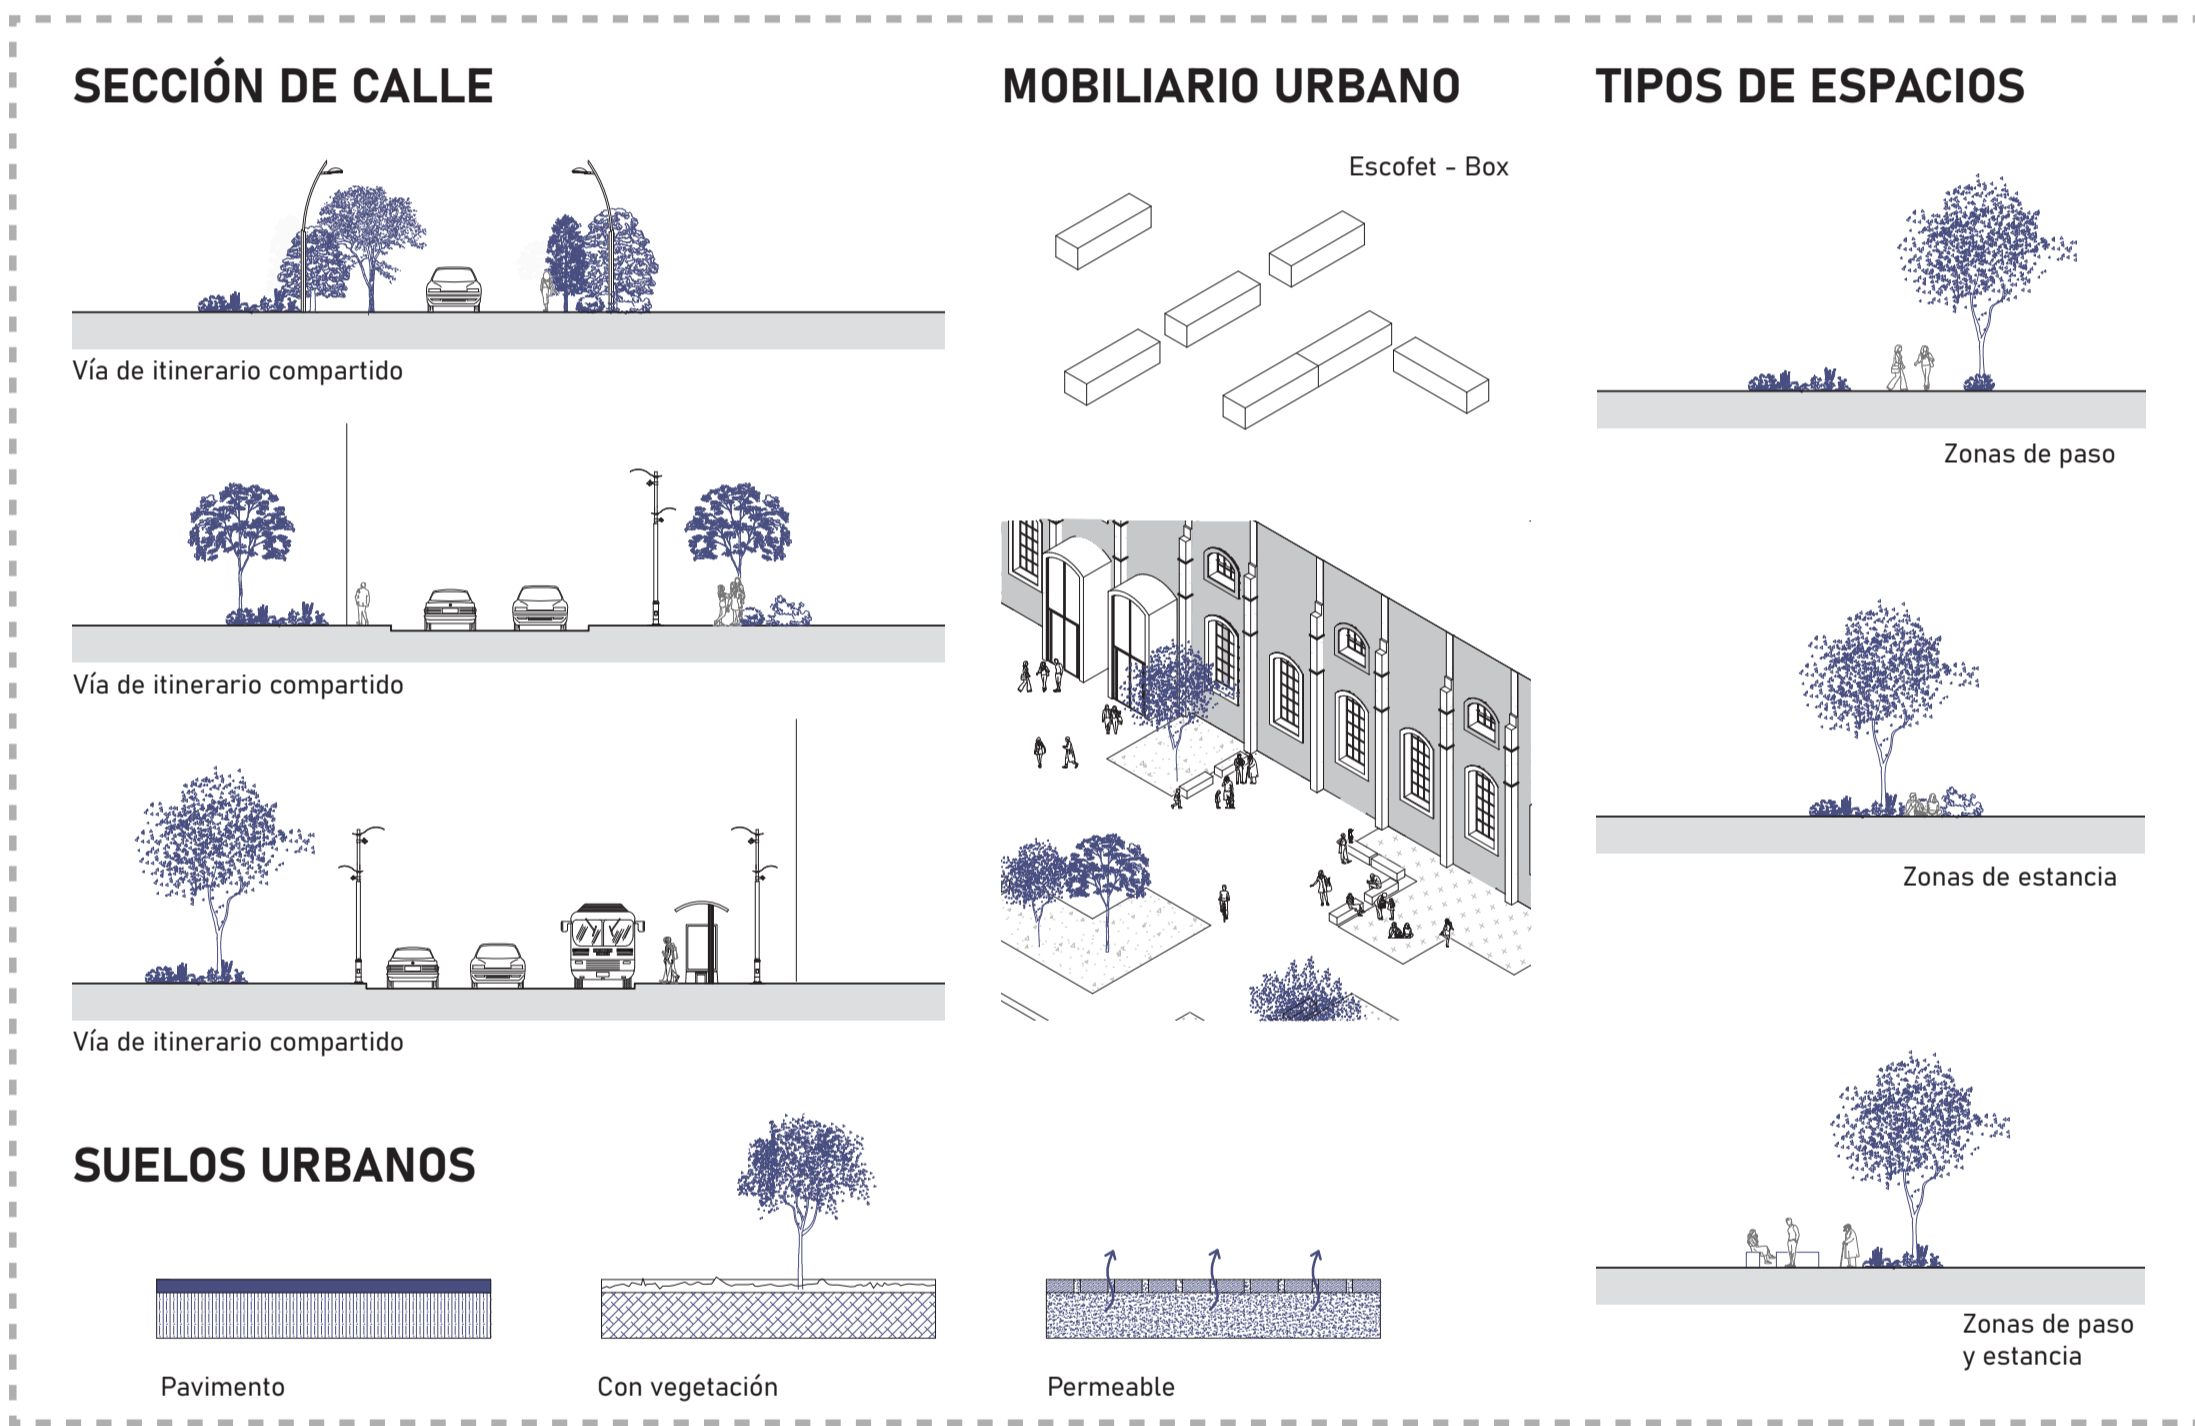 SECCIÓN DE CALLE
Vía de itinerario compartido
Vía de itinerario compartido
Vía de itinerario compartido
MOBILIARIO URBANO
Escofet - Box
TIPOS DE ESPACIOS
Zonas de paso
Zonas de estancia
Zonas de paso
y estancia
SUELOS URBANOS
Pavimento
Con vegetación
Permeable